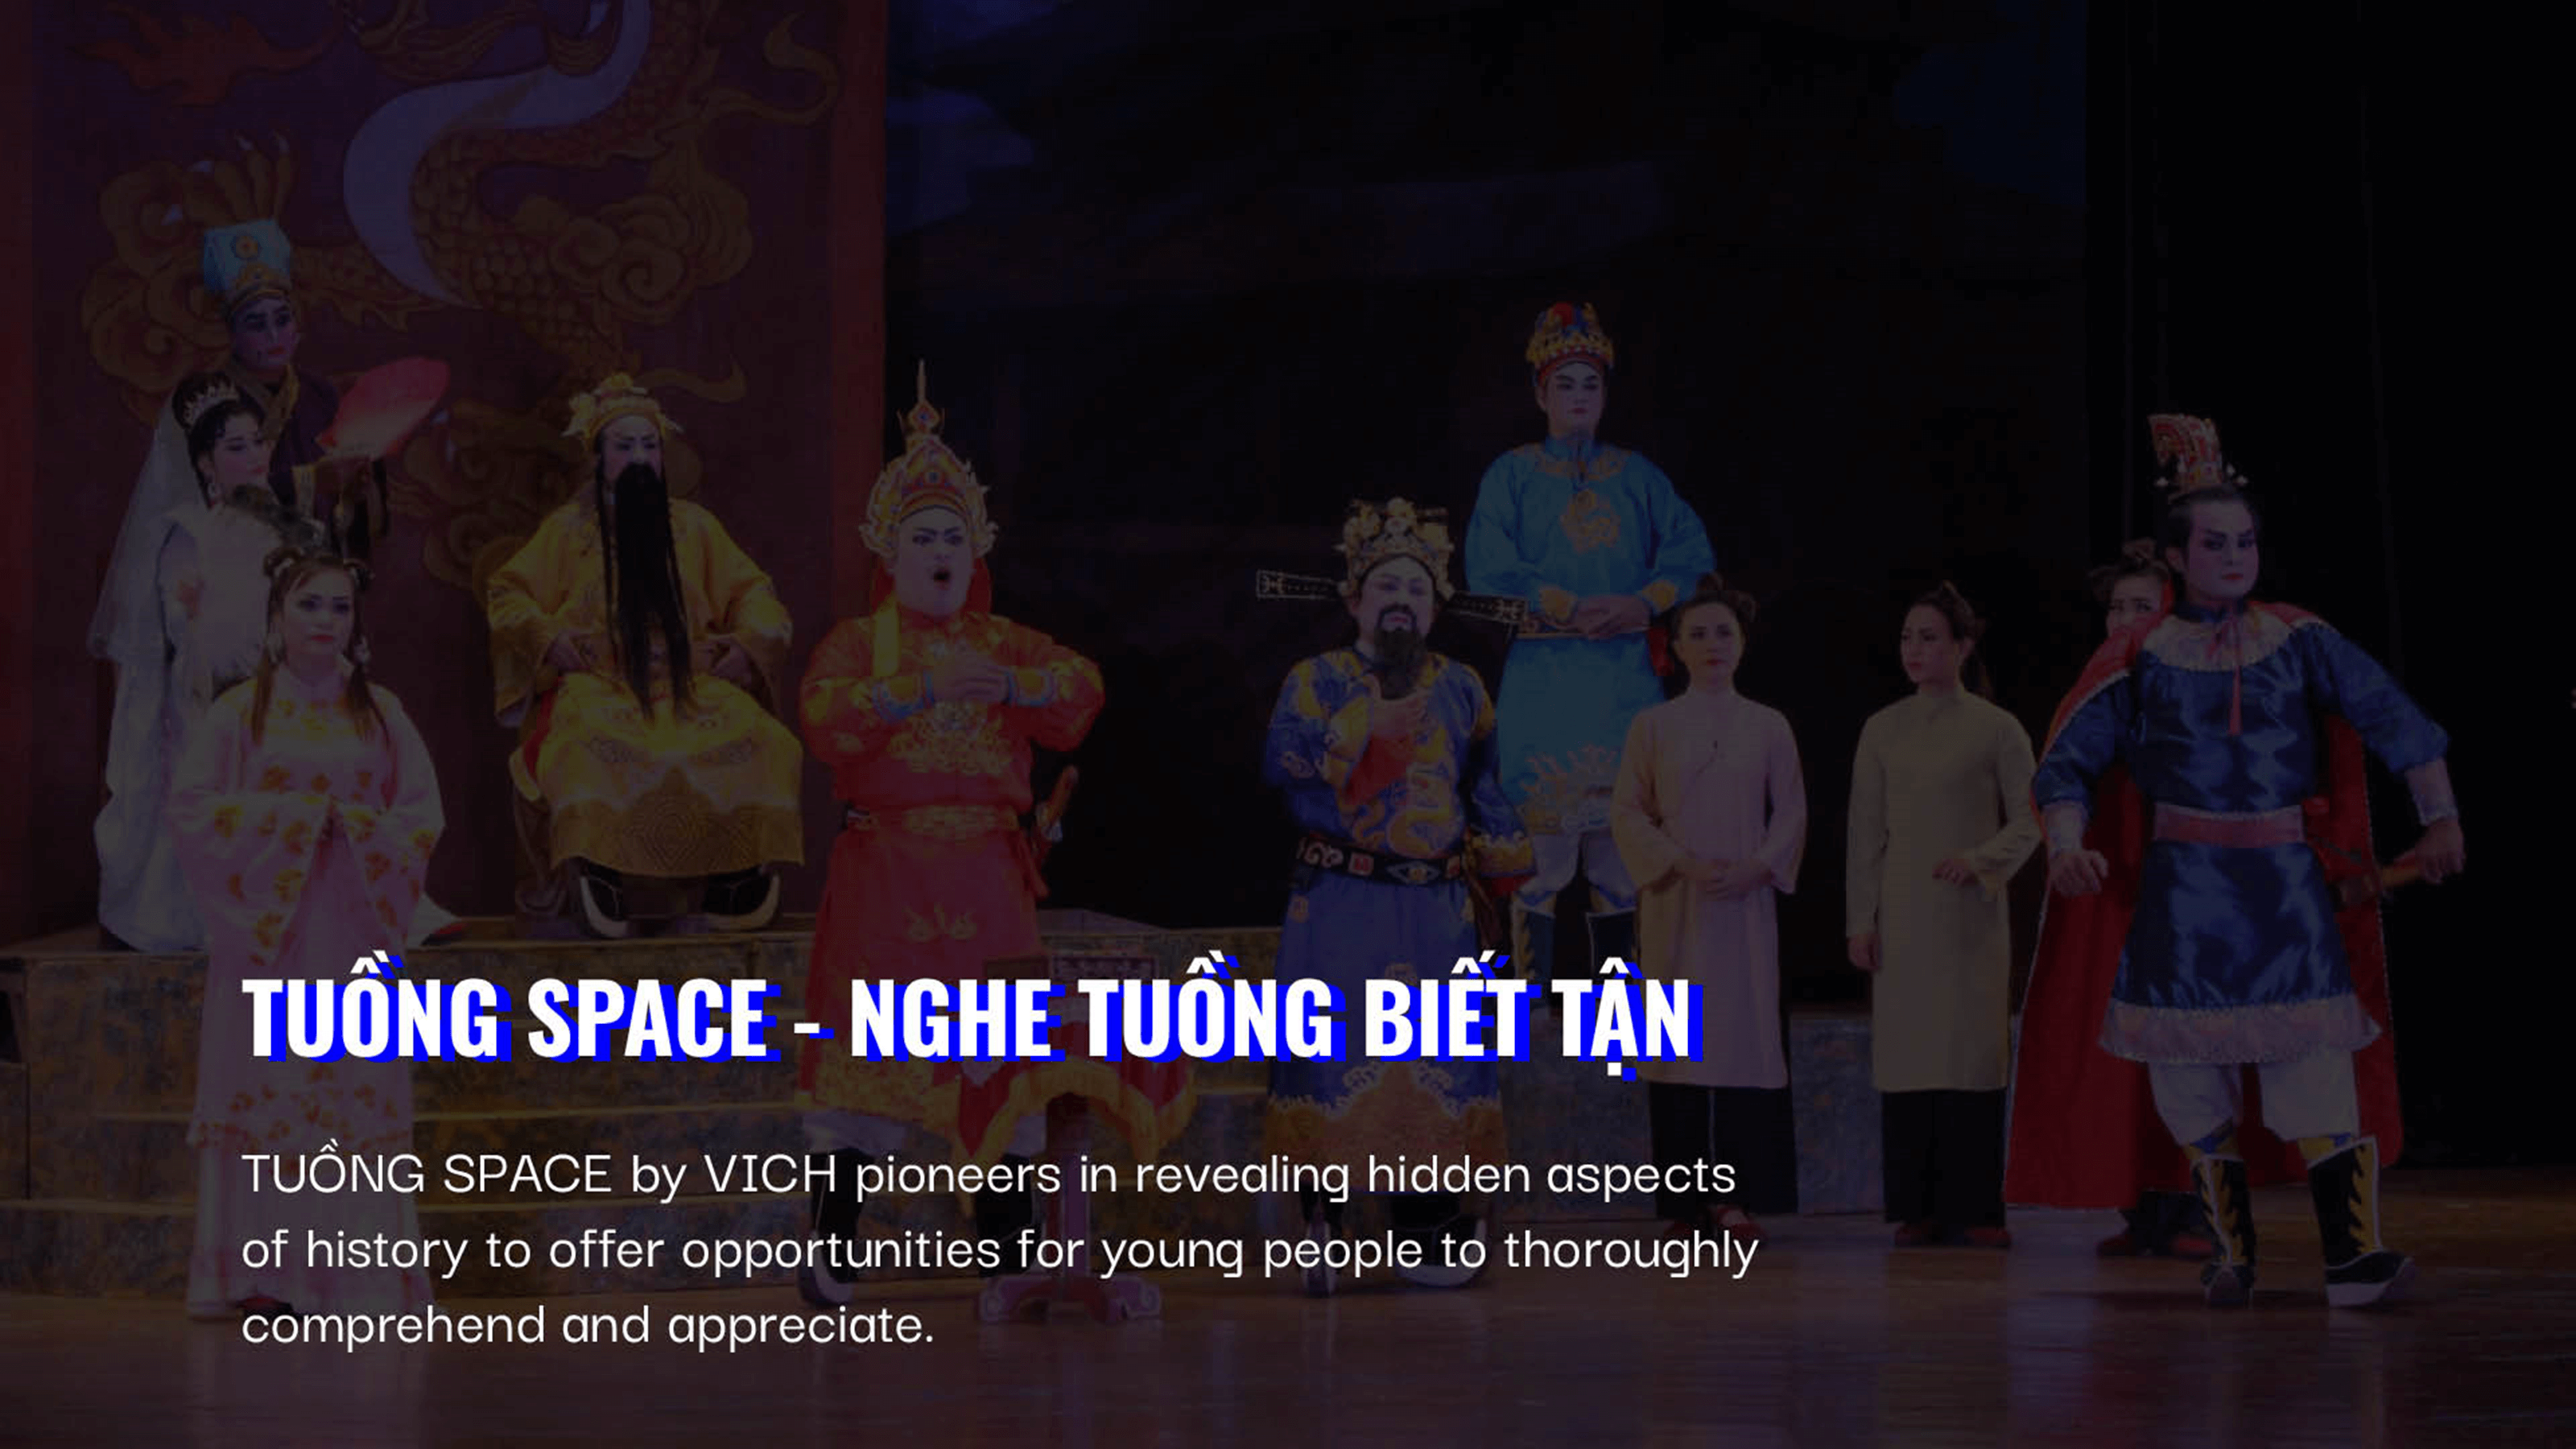 TUỒNG SPACE - NGHE TUỒNG BIẾT TẬN
TUỒNG SPACE by VICH pioneers in revealing hidden aspects
of history to offer opportunities for young people to thoroughly
comprehend and appreciate.